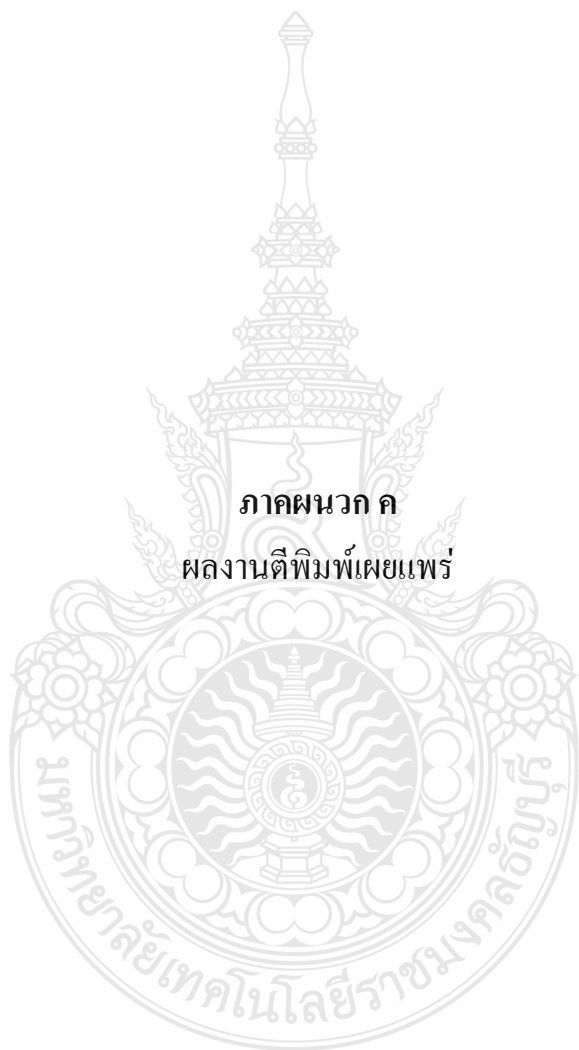 ภาคผนวก ค
ผลงานตีพิมพ์เผยแพร่
มหาวิทยาลัยเทคโนโลยีราชมงคลธัญบุรี